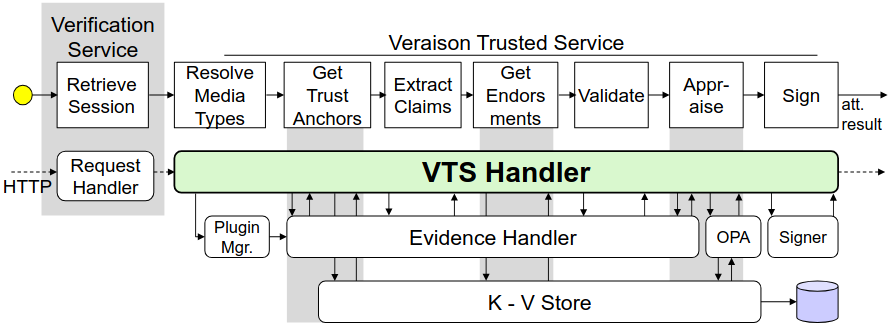 Verification
Service
Veraison Trusted Service
Retrieve
Session
Resolve
Media
Types
Get
Trust
Anchors
Extract
Claims
Get
Endors
ments
Validate
Appr-
aise
Sign
att.
result
HTTP
Request
Handler
VTS Handler
Plugin
Mgr.
Evidence Handler
OPA
Signer
K - V Store